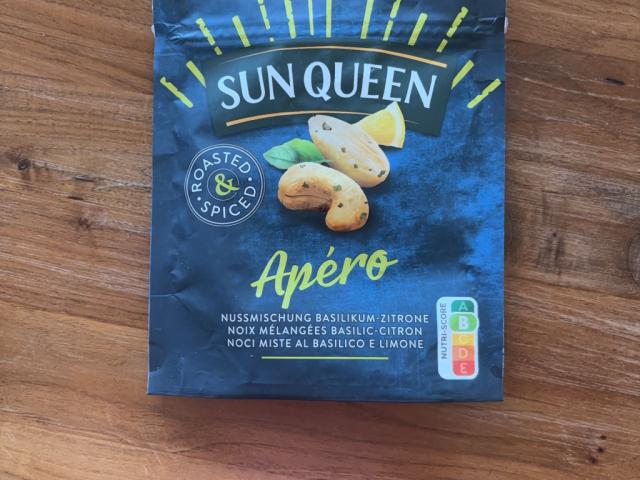 SUN QUEEN
ROASTED
&
SPICED
Apéro
NUSSMISCHUNG BASILIKUM-ZITRONE
NOIX MÉLANGÉES BASILIC-CITRON
NOCI MISTE AL BASILICO E LIMONE
NUTRI-SCORE
A
B
C
D
E